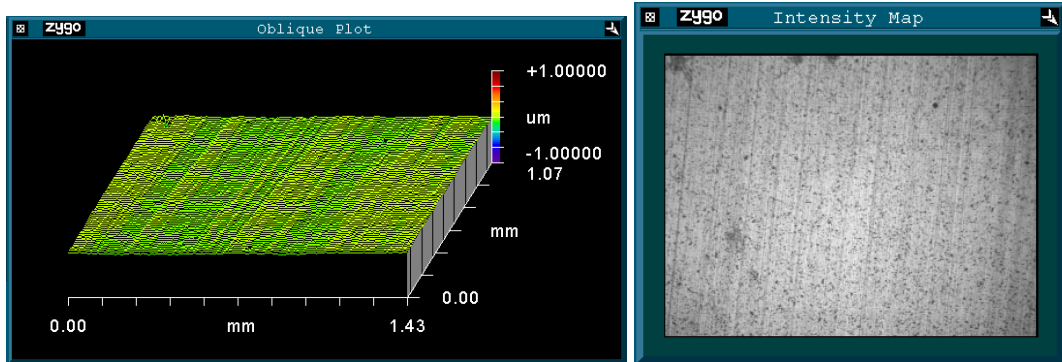 zygo Oblique Plot
+1.00000
um
-1.00000
1.07
mm
0.00
0.00 mm 1.43
zygo Intensity Map